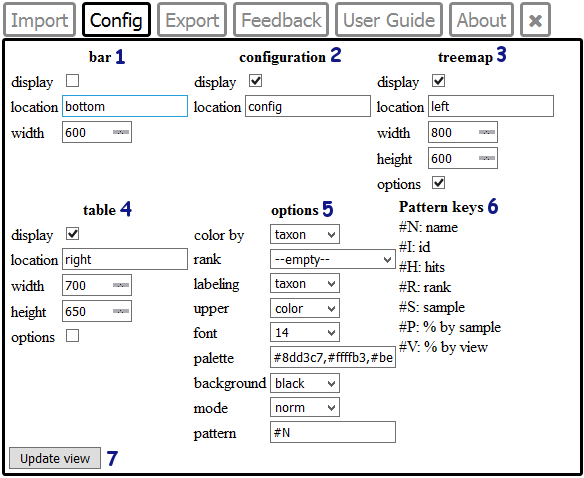 Import Config Export Feedback User Guide About ×
bar 1 configuration 2 treemap 3
display display display
location bottom location config location left
width 600 width 800
height 600
options
table 4 options 5 Pattern keys 6
display color by taxon #N: name
location right rank --empty-- #I: id
width 700 labeling taxon #H: hits
height 650 upper color #R: rank
options font 14 #S: sample
palette #8dd3c7,#ffffb3,#be #P: % by sample
background black #V: % by view
mode norm
pattern #N
Update view 7